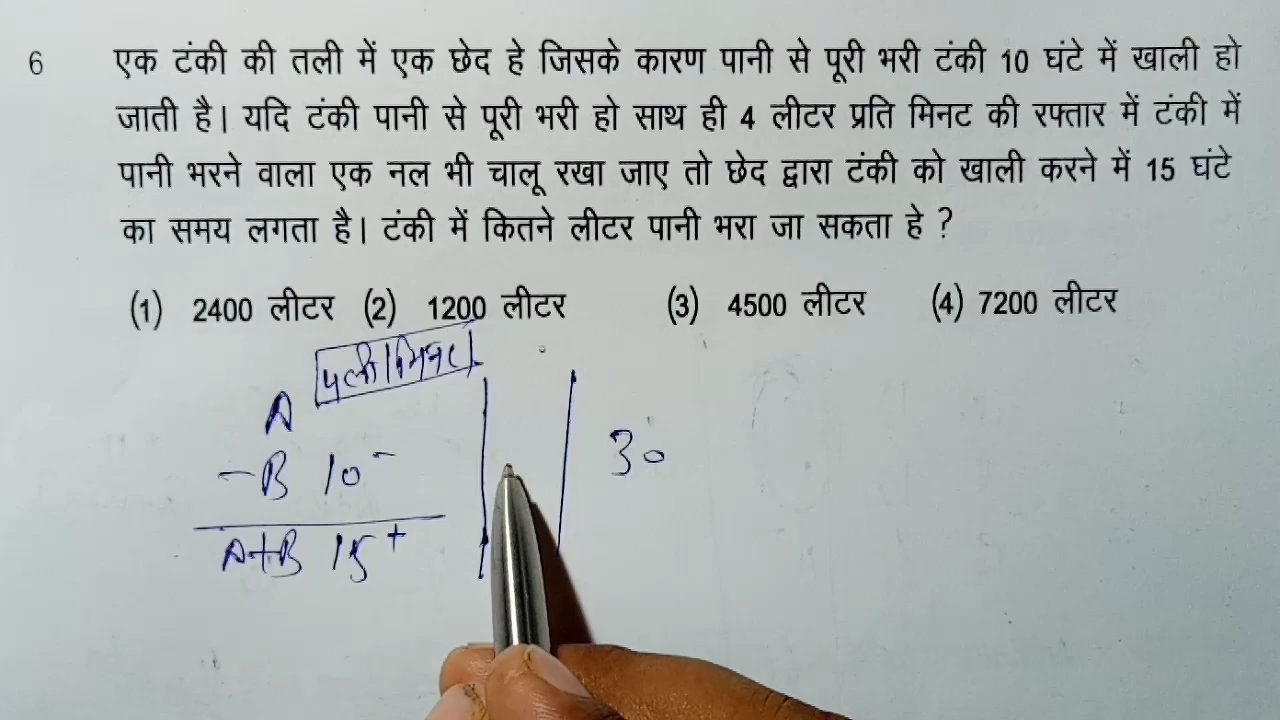 6 एक टंकी की तली में एक छेद हे जिसके कारण पानी से पूरी भरी टंकी 10 घंटे में खाली हो
जाती है। यदि टंकी पानी से पूरी भरी हो साथ ही 4 लीटर प्रति मिनट की रफ्तार में टंकी में
पानी भरने वाला एक नल भी चालू रखा जाए तो छेद द्वारा टंकी को खाली करने में 15 घंटे
का समय लगता है। टंकी में कितने लीटर पानी भरा जा सकता हे ?
(1) 2400 लीटर (2) 1200 लीटर (3) 4500 लीटर (4) 7200 लीटर
4ली/मिनट
A
-B 10- 30
A+B 15+